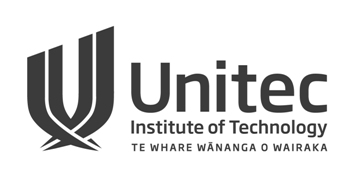 Unitec
Institute of Technology
TE WHARE WĀNANGA O WAIRAKA